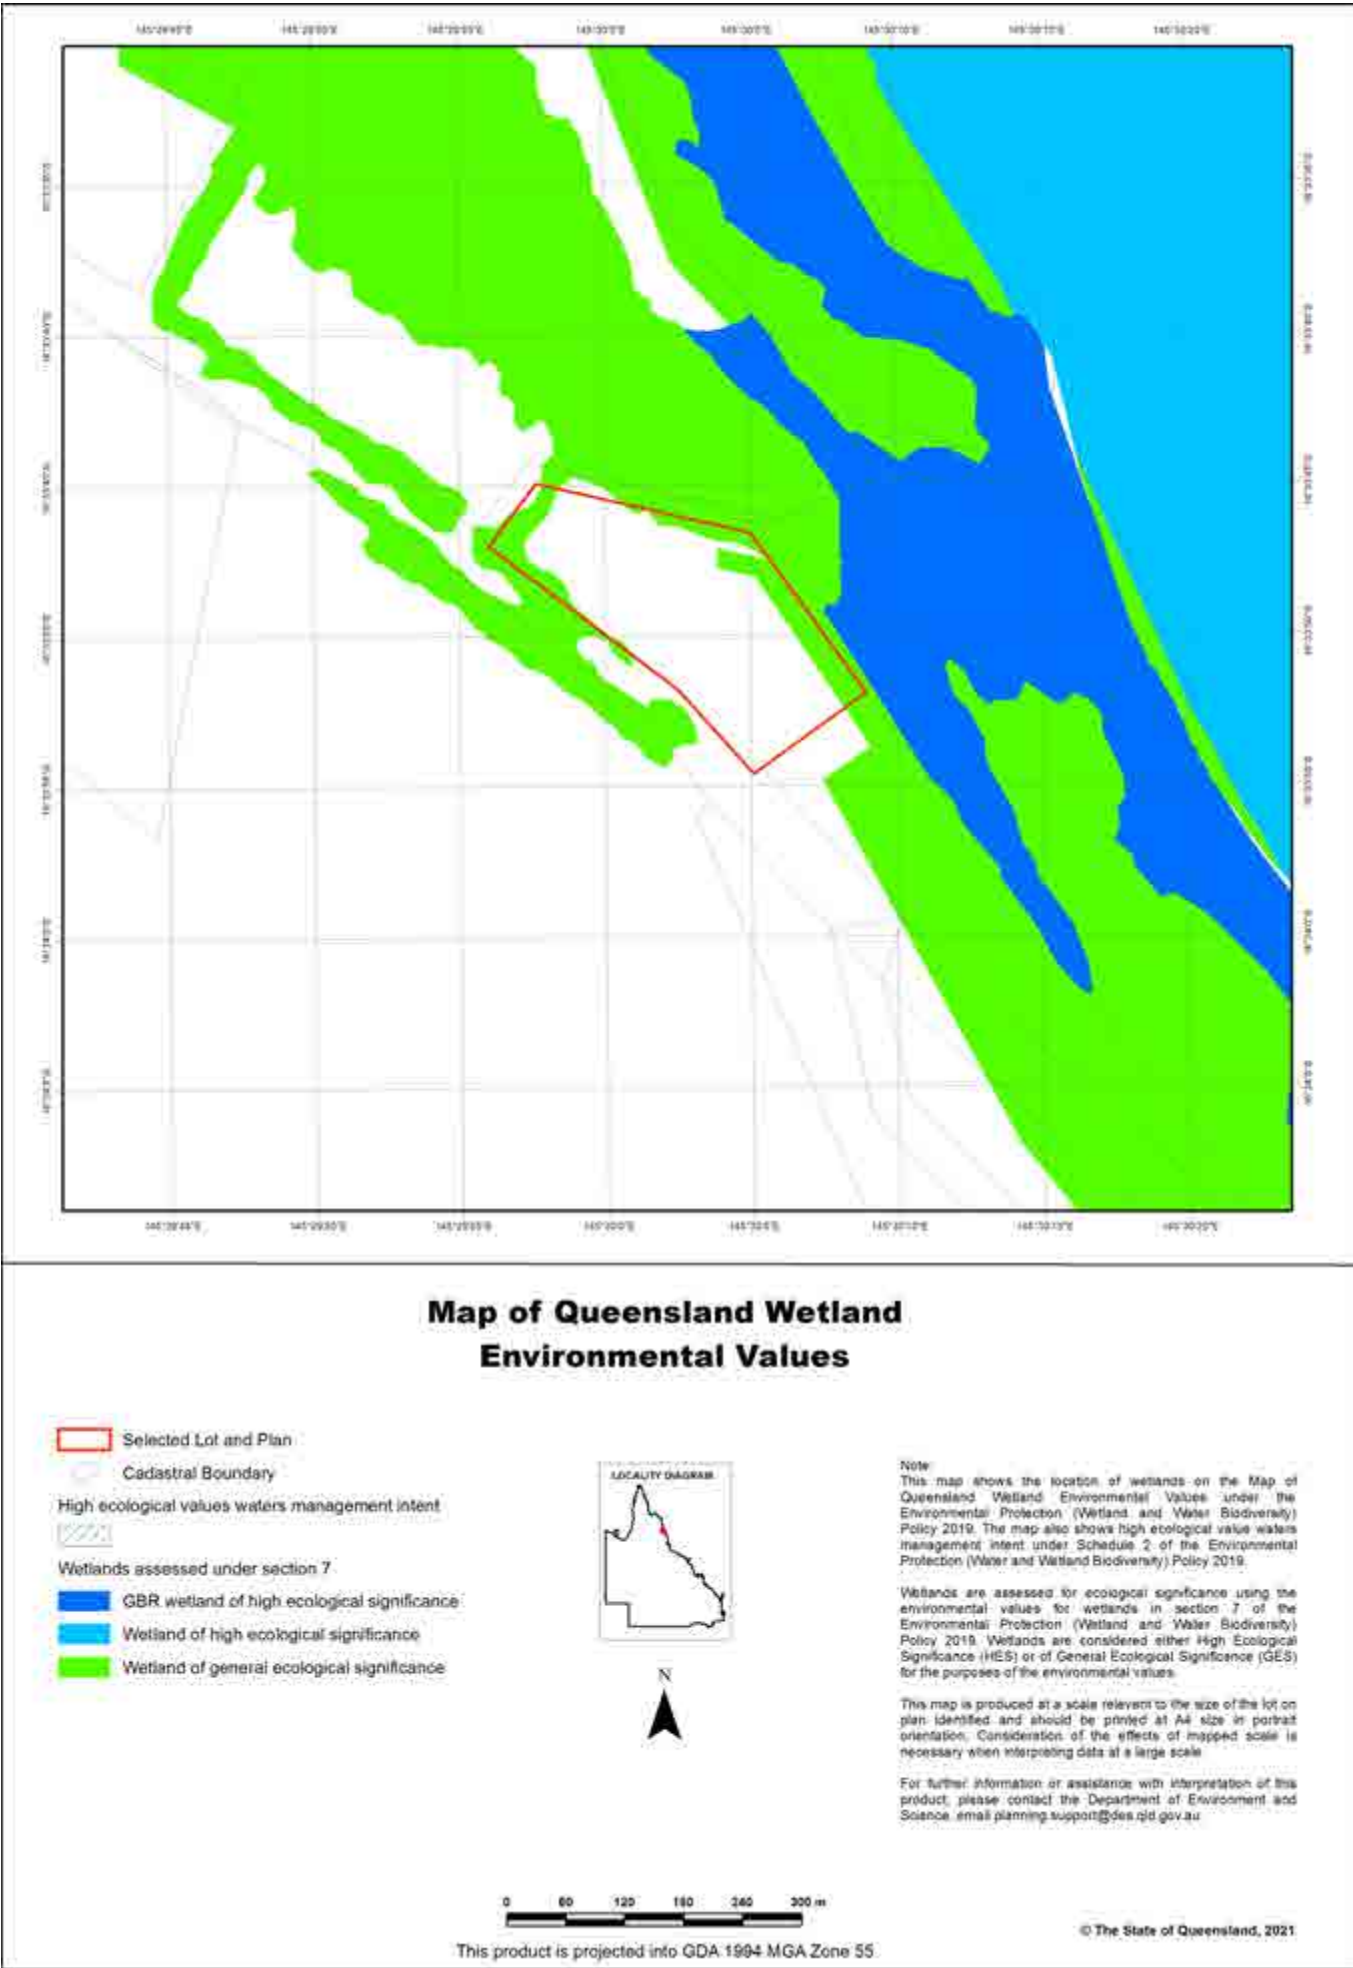 Map of Queensland Wetland
Environmental Values
Selected Lot and Plan
Cadastral Boundary
High ecological values waters management intent
Wetlands assessed under section 7
GBR wetland of high ecological significance
Wetland of high ecological significance
Wetland of general ecological significance
LOCALITY DIAGRAM
N
Note:
This map shows the location of wetlands on the Map of
Queensland Wetland Environmental Values under the
Environmental Protection (Wetland and Water Biodiversity)
Policy 2019. The map also shows high ecological value waters
management intent under Schedule 2 of the Environmental
Protection (Water and Wetland Biodiversity) Policy 2019.
Wetlands are assessed for ecological significance using the
environmental values for wetlands in section 7 of the
Environmental Protection (Wetland and Water Biodiversity)
Policy 2019. Wetlands are considered either High Ecological
Significance (HES) or of General Ecological Significance (GES)
for the purposes of the environmental values.
This map is produced at a scale relevent to the size of the lot on
plan identified and should be printed at A4 size in portrait
orientation. Consideration of the effects of mapped scale is
necessary when interpreting data at a large scale
For further information or assistance with interpretation of this
product, please contact the Department of Environment and
Science, email planning.support@des.qld.gov.au
0 60 120 180 240 300 m
This product is projected into GDA 1994 MGA Zone 55
© The State of Queensland, 2021